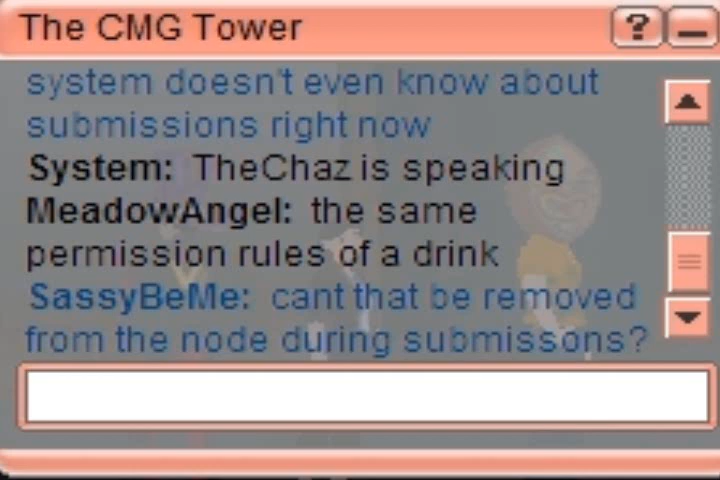 The CMG Tower
?
system doesn't even know about
submissions right now
System: TheChaz is speaking
MeadowAngel: the same
permission rules of a drink
SassyBeMe: cant that be removed
from the node during submissons?